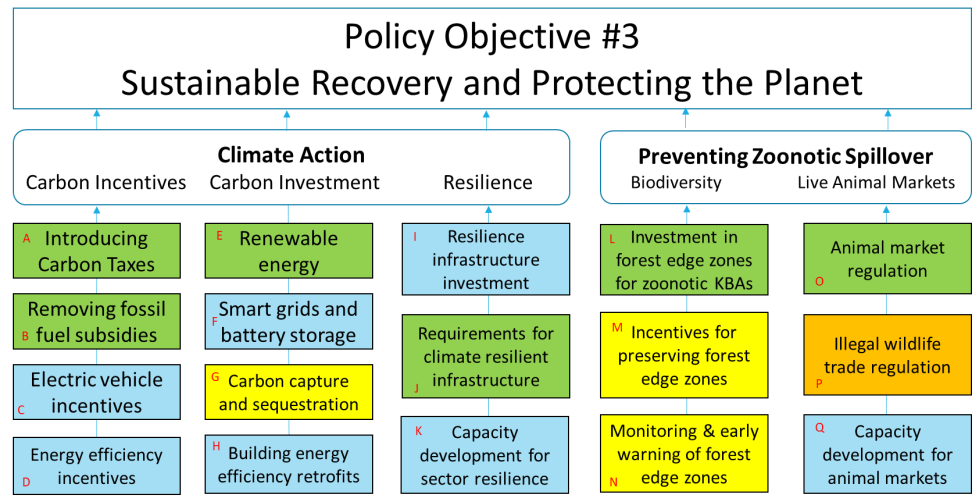 Policy Objective #3
Sustainable Recovery and Protecting the Planet
Climate Action
Carbon Incentives
Carbon Investment
Resilience
Preventing Zoonotic Spillover
Biodiversity
Live Animal Markets
A Introducing
Carbon Taxes
Removing fossil
B fuel subsidies
Electric vehicle
C incentives
Energy efficiency
D incentives
E Renewable
energy
Smart grids and
F battery storage
G Carbon capture
and sequestration
H Building energy
efficiency retrofits
I Resilience
infrastructure
investment
Requirements for
climate resilient
J infrastructure
K Capacity
development for
sector resilience
L Investment in
forest edge zones
for zoonotic KBAs
M Incentives for
preserving forest
edge zones
Monitoring & early
warning of forest
N edge zones
Animal market
regulation
O
Illegal wildlife
trade regulation
P
Q Capacity
development for
animal markets